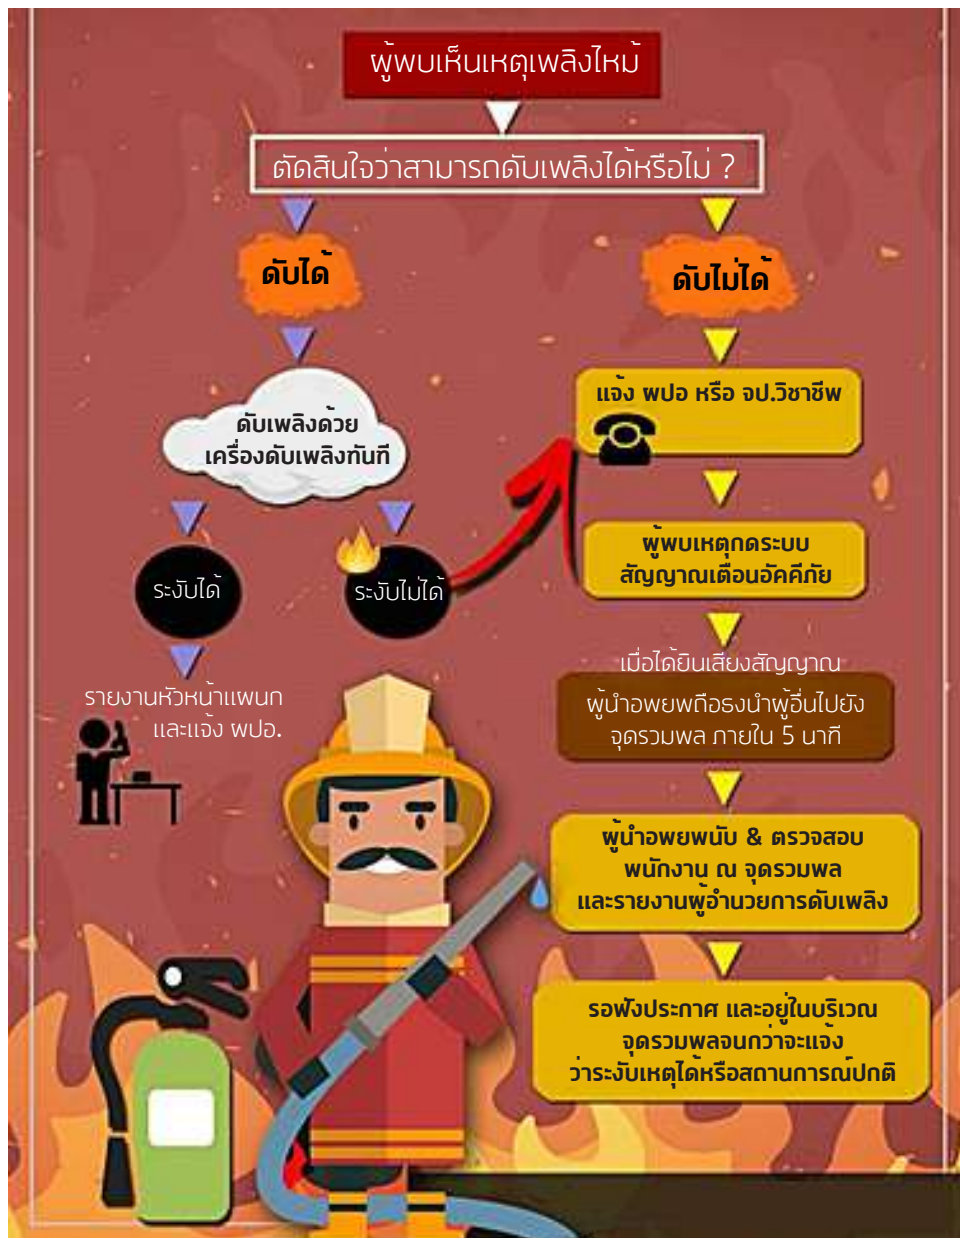 ผู้พบเห็นเหตุเพลิงไหม้
ตัดสินใจว่าสามารถดับเพลิงได้หรือไม่ ?
ดับได้
ดับเพลิงด้วย
เครื่องดับเพลิงทันที
ระงับได้
ระงับไม่ได้
รายงานหัวหน้าแผนก
และแจ้ง ผปอ.
ดับไม่ได้
แจ้ง ผปอ หรือ จป.วิชาชีพ
ผู้พบเหตุกดระบบ
สัญญาณเตือนอัคคีภัย
เมื่อได้ยินเสียงสัญญาณ
ผู้นำอพยพถือธงนำผู้อื่นไปยัง
จุดรวมพล ภายใน 5 นาที
ผู้นำอพยพนับ & ตรวจสอบ
พนักงาน ณ จุดรวมพล
และรายงานผู้อำนวยการดับเพลิง
รอฟังประกาศ และอยู่ในบริเวณ
จุดรวมพลจนกว่าจะแจ้ง
ว่าระงับเหตุได้หรือสถานการณ์ปกติ